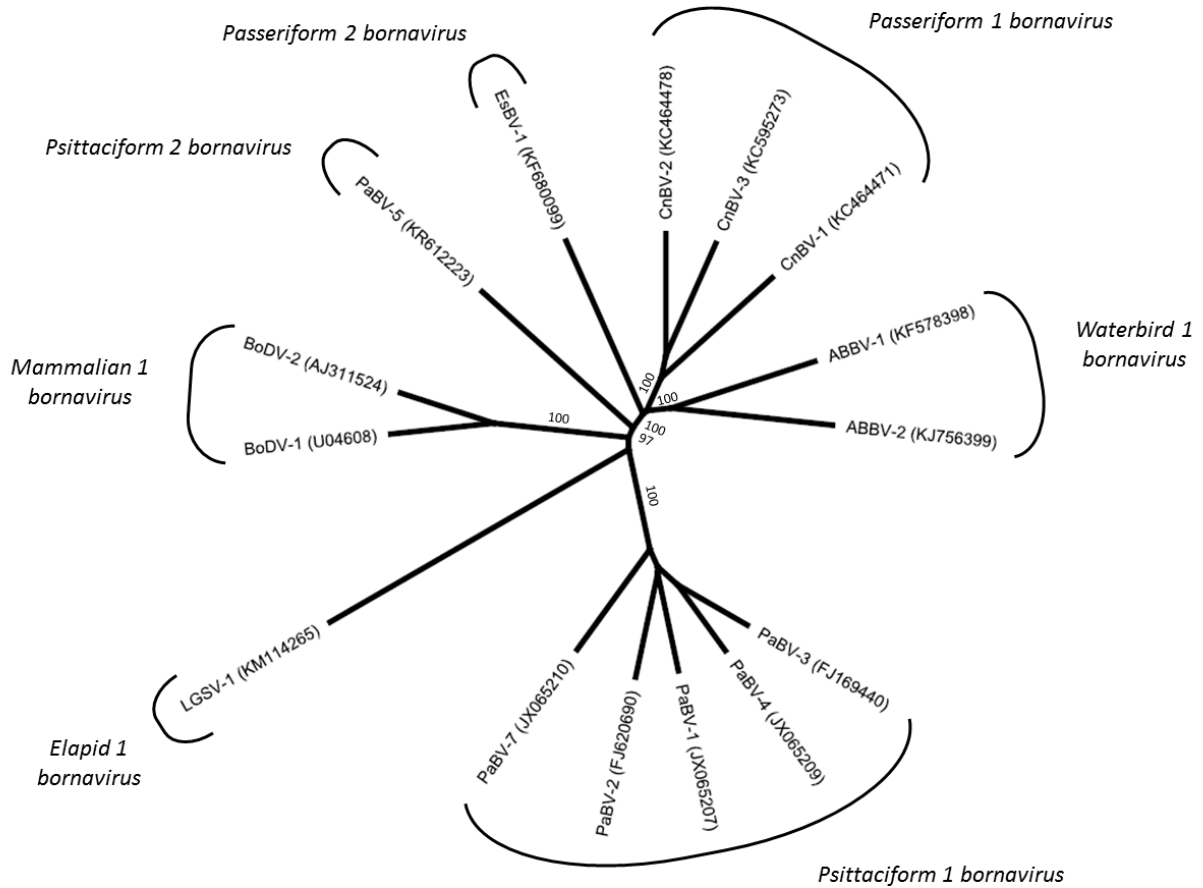 Passeriform 1 bornavirus
Passeriform 2 bornavirus
Psittaciform 2 bornavirus
EsBV-1 (KF680099)
CnBV-2 (KC464478)
CnBV-3 (KC595273)
CnBV-1 (KC464471)
PaBV-5 (KR612223)
Waterbird 1
bornavirus
ABBV-1 (KF578398)
ABBV-2 (KJ756399)
Mammalian 1
bornavirus
BoDV-2 (AJ311524)
BoDV-1 (U04608)
100
100
100
100
97
100
LGSV-1 (KM114265)
Elapid 1
bornavirus
PaBV-7 (JX065210)
PaBV-2 (FJ620690)
PaBV-1 (JX065207)
PaBV-4 (JX065209)
PaBV-3 (FJ169440)
Psittaciform 1 bornavirus